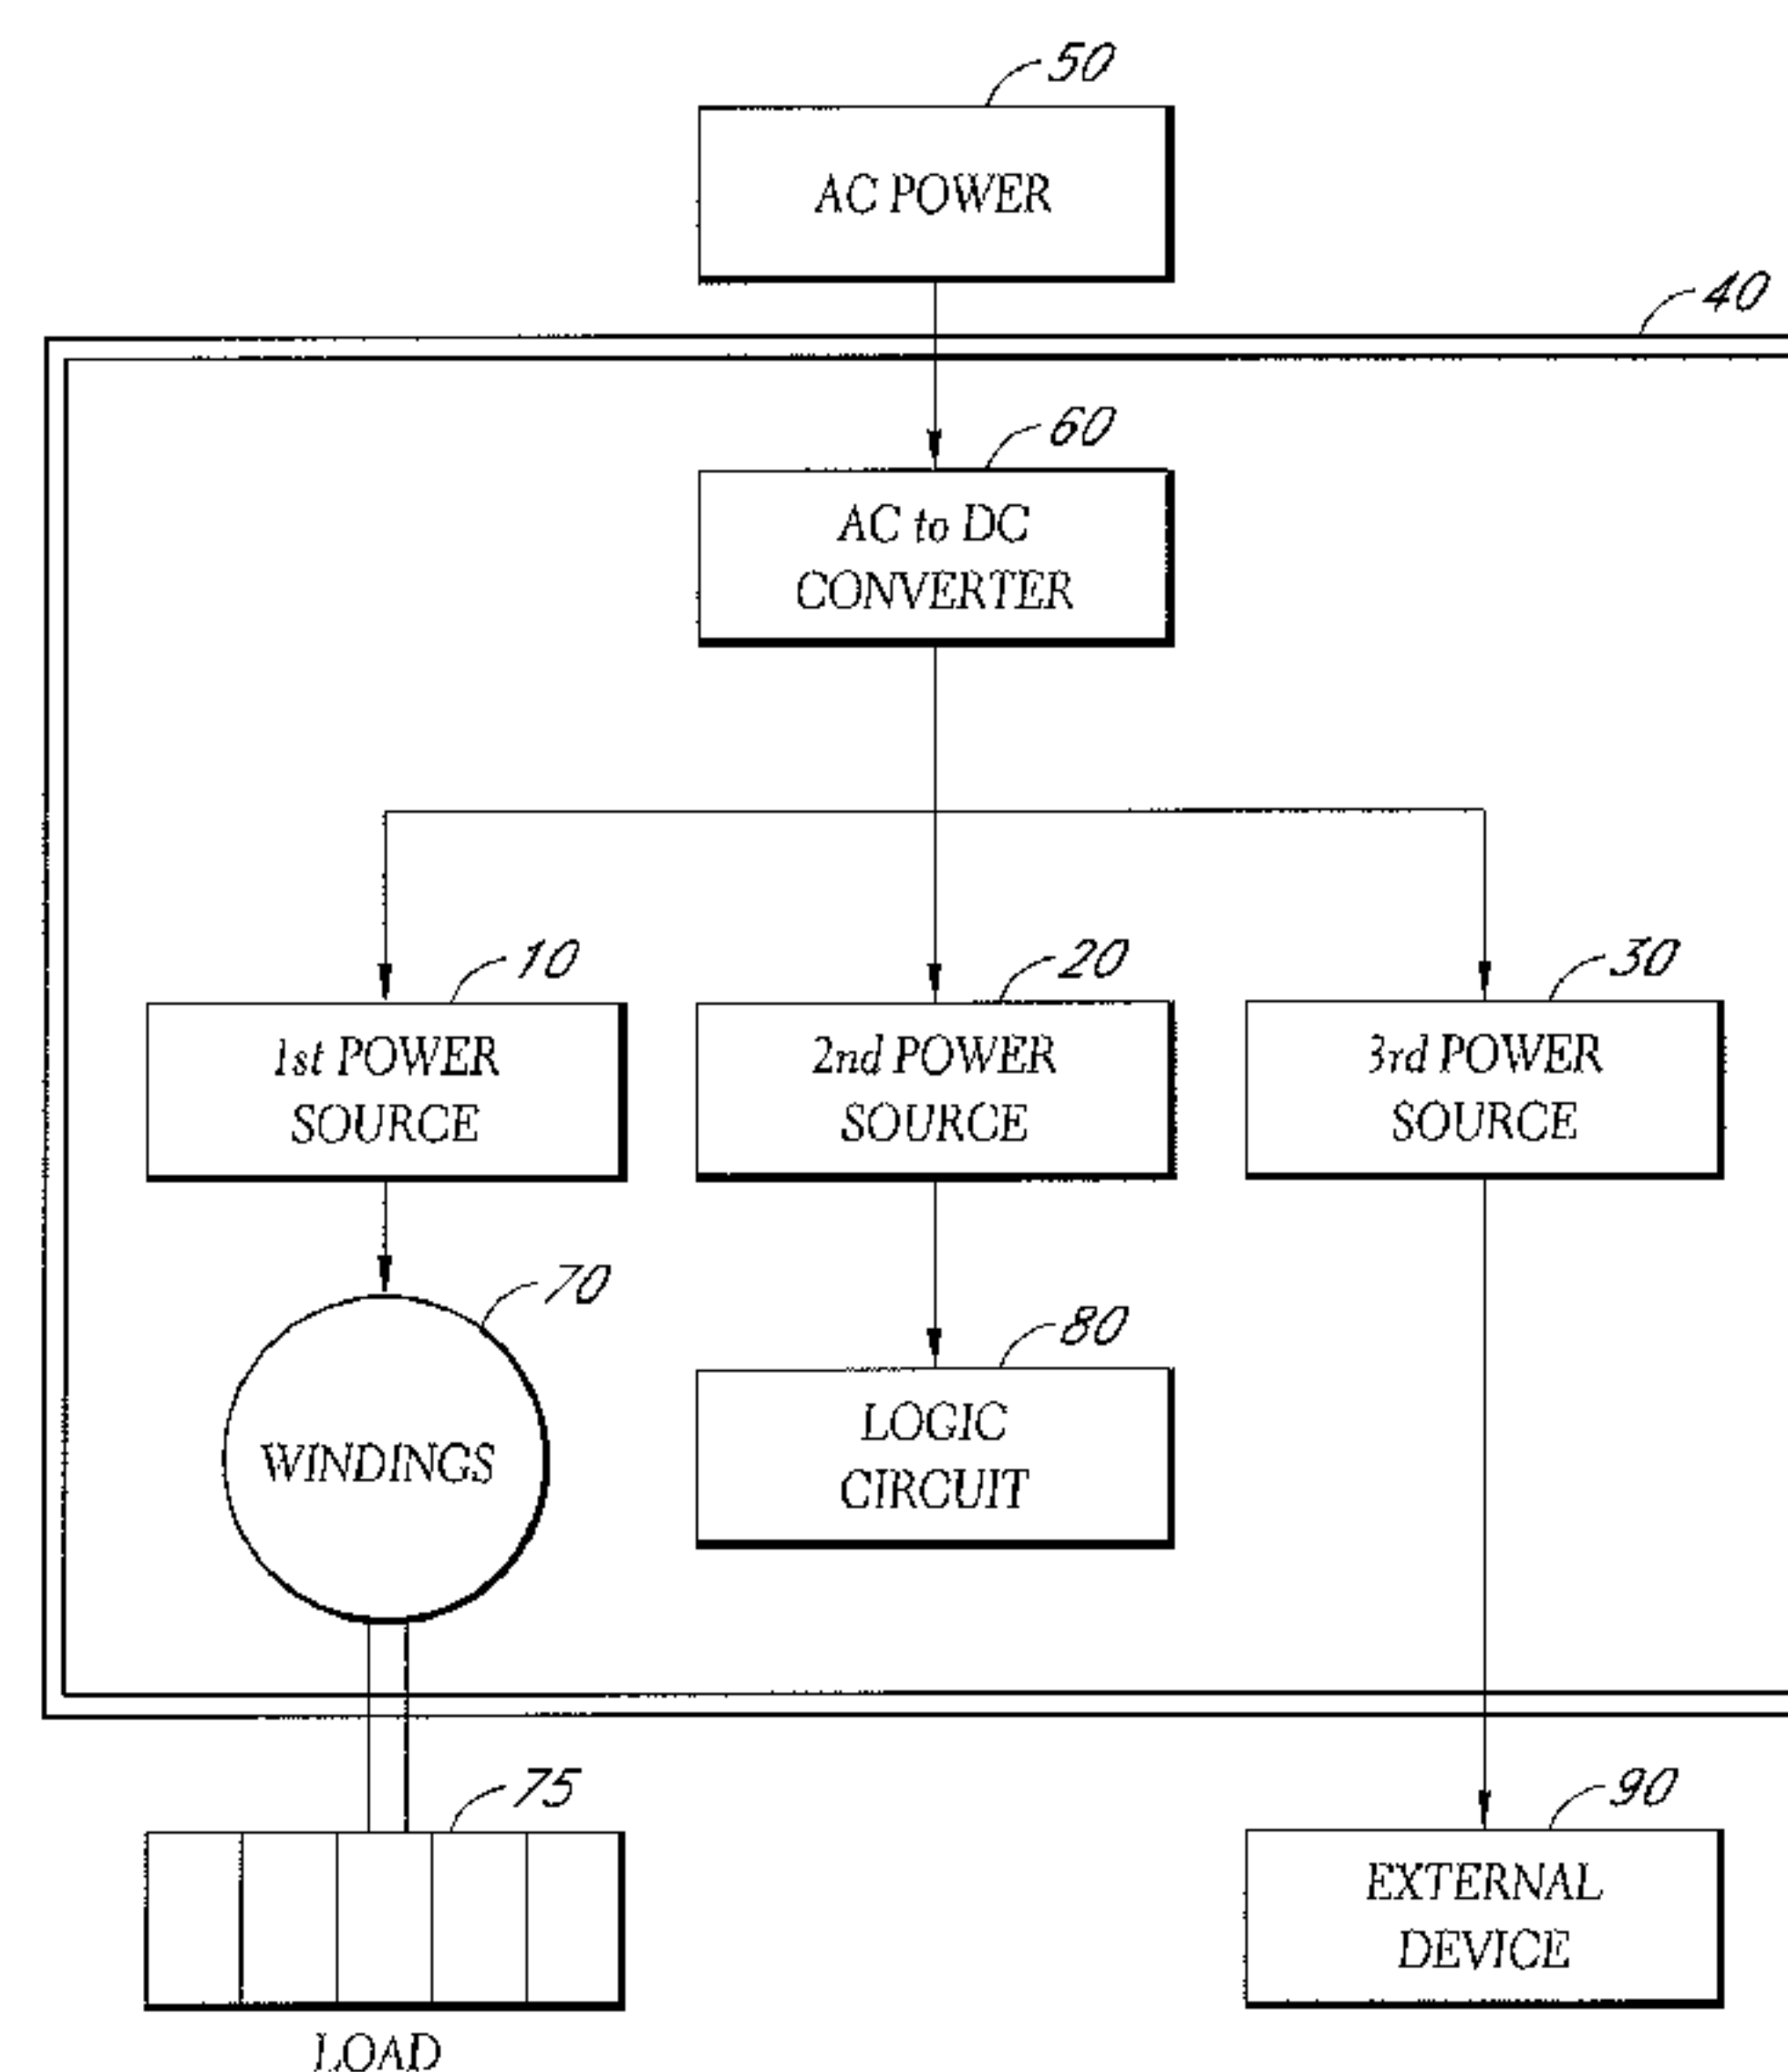 50
AC POWER
40
60
AC to DC
CONVERTER
10
20
30
1st POWER
SOURCE
2nd POWER
SOURCE
3rd POWER
SOURCE
70
80
WINDINGS
LOGIC
CIRCUIT
75
90
EXTERNAL
DEVICE
LOAD